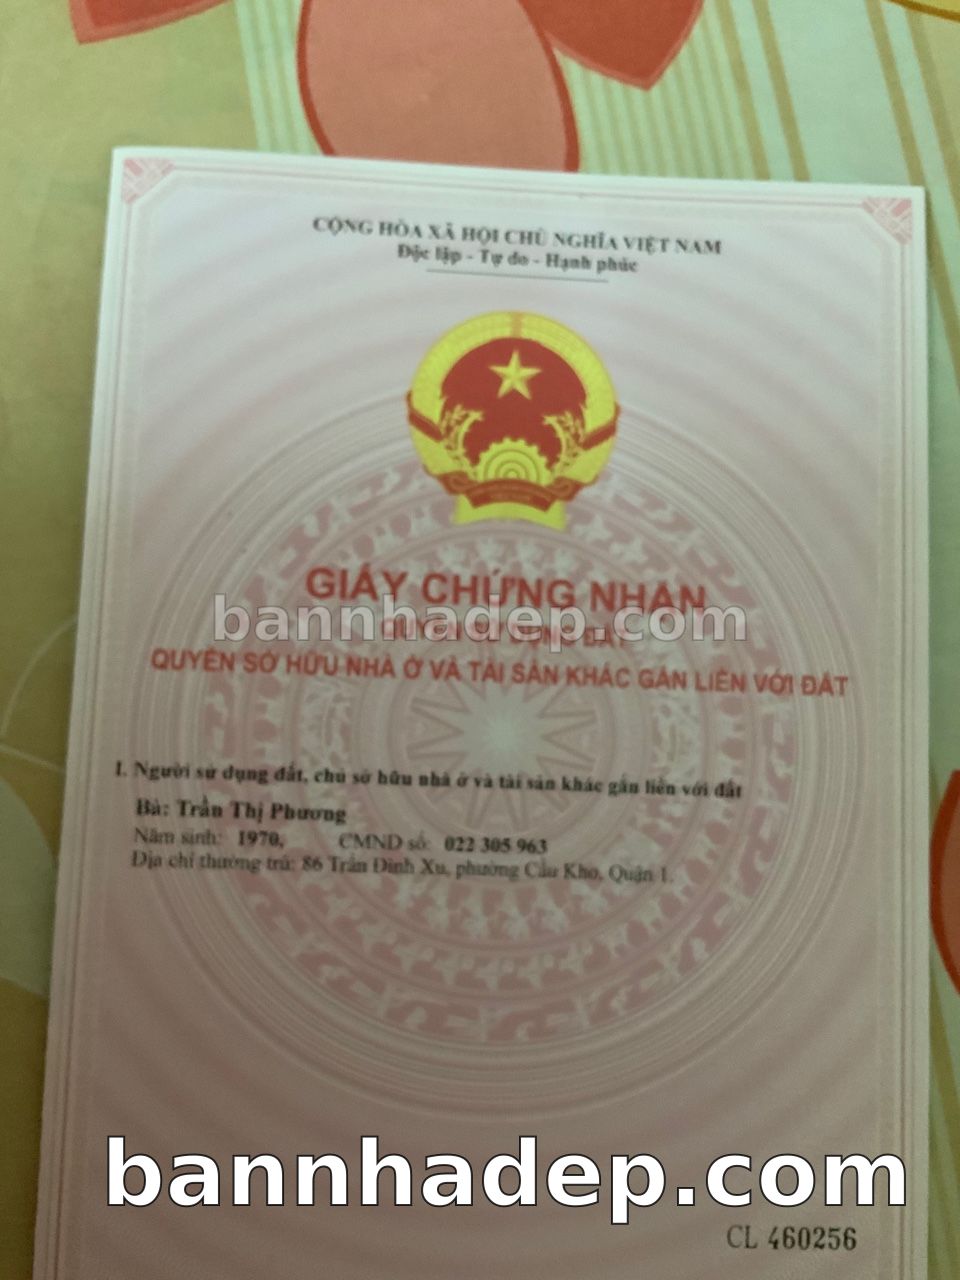 CỘNG HÒA XÃ HỘI CHỦ NGHĨA VIỆT NAM
Độc lập - Tự do - Hạnh phúc
GIẤY CHỨNG NHẬN
bannhadep.com
QUYỀN SỬ DỤNG ĐẤT
QUYỀN SỞ HỮU NHÀ Ở VÀ TÀI SẢN KHÁC GẮN LIỀN VỚI ĐẤT
I. Người sử dụng đất, chủ sở hữu nhà ở và tài sản khác gắn liền với đất
Bà: Trần Thị Phương
Năm sinh: 1970, CMND số: 022 305 963
Địa chỉ thường trú: 86 Trần Đình Xu, phường Cầu Kho, Quận 1.
bannhadep.com
CL 460256